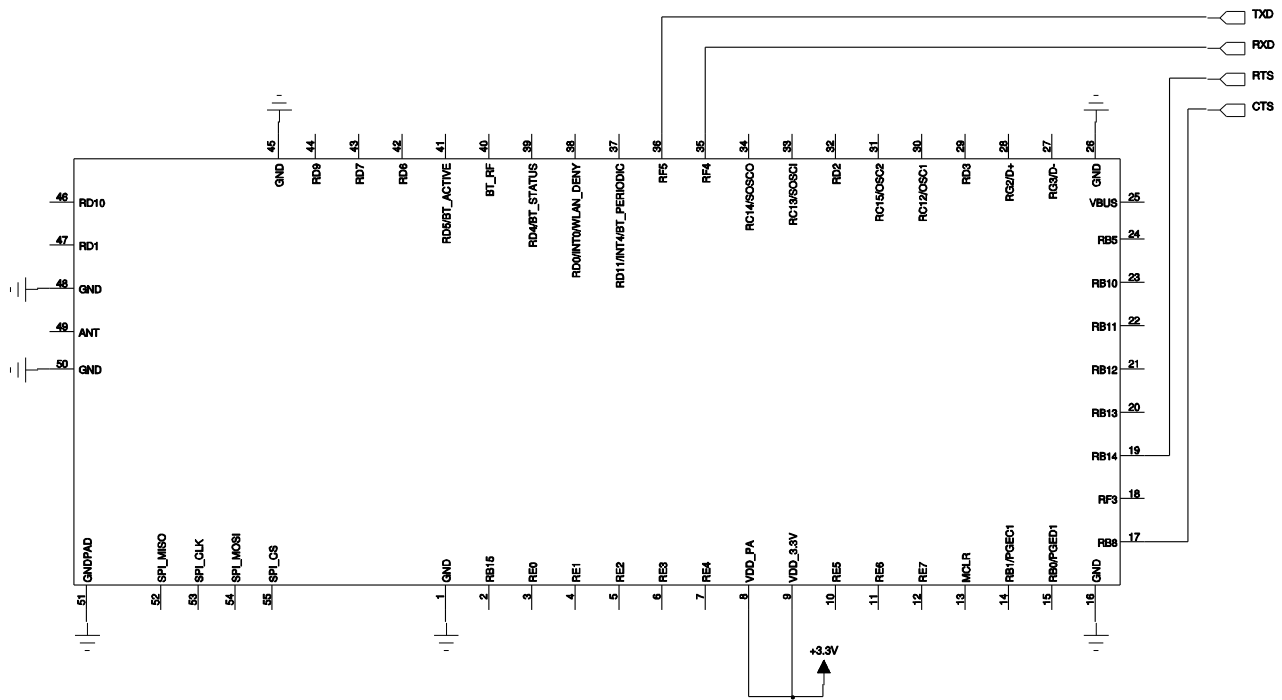 TXD
RXD
RTS
CTS
45 44 43 42 41 40 39 38 37 36 35 34 33 32 31 30 29 28 27 26
GND RD9 RD7 RD6 RD5/BT_ACTIVE BT_RF RD4/BT_STATUS RD0/INT0/WLAN_DENY RD11/INT4/BT_PERIODIC RF5 RF4 RC14/SOSCO RC13/SOSCI RD2 RC15/OSC2 RC12/OSC1 RD3 RG2/D+ RG3/D- GND
46 RD10
47 RD1
48 GND
49 ANT
50 GND
VBUS 25
RB5 24
RB10 23
RB11 22
RB12 21
RB13 20
RB14 19
RF3 18
RB8 17
GNDPAD SPI_MISO SPI_CLK SPI_MOSI SPI_CS GND RB15 RE0 RE1 RE2 RE3 RE4 VDD_PA VDD_3.3V RE5 RE6 RE7 MCLR RB1/PGEC1 RB0/PGED1 GND
51 52 53 54 55 1 2 3 4 5 6 7 8 9 10 11 12 13 14 15 16
+3.3V